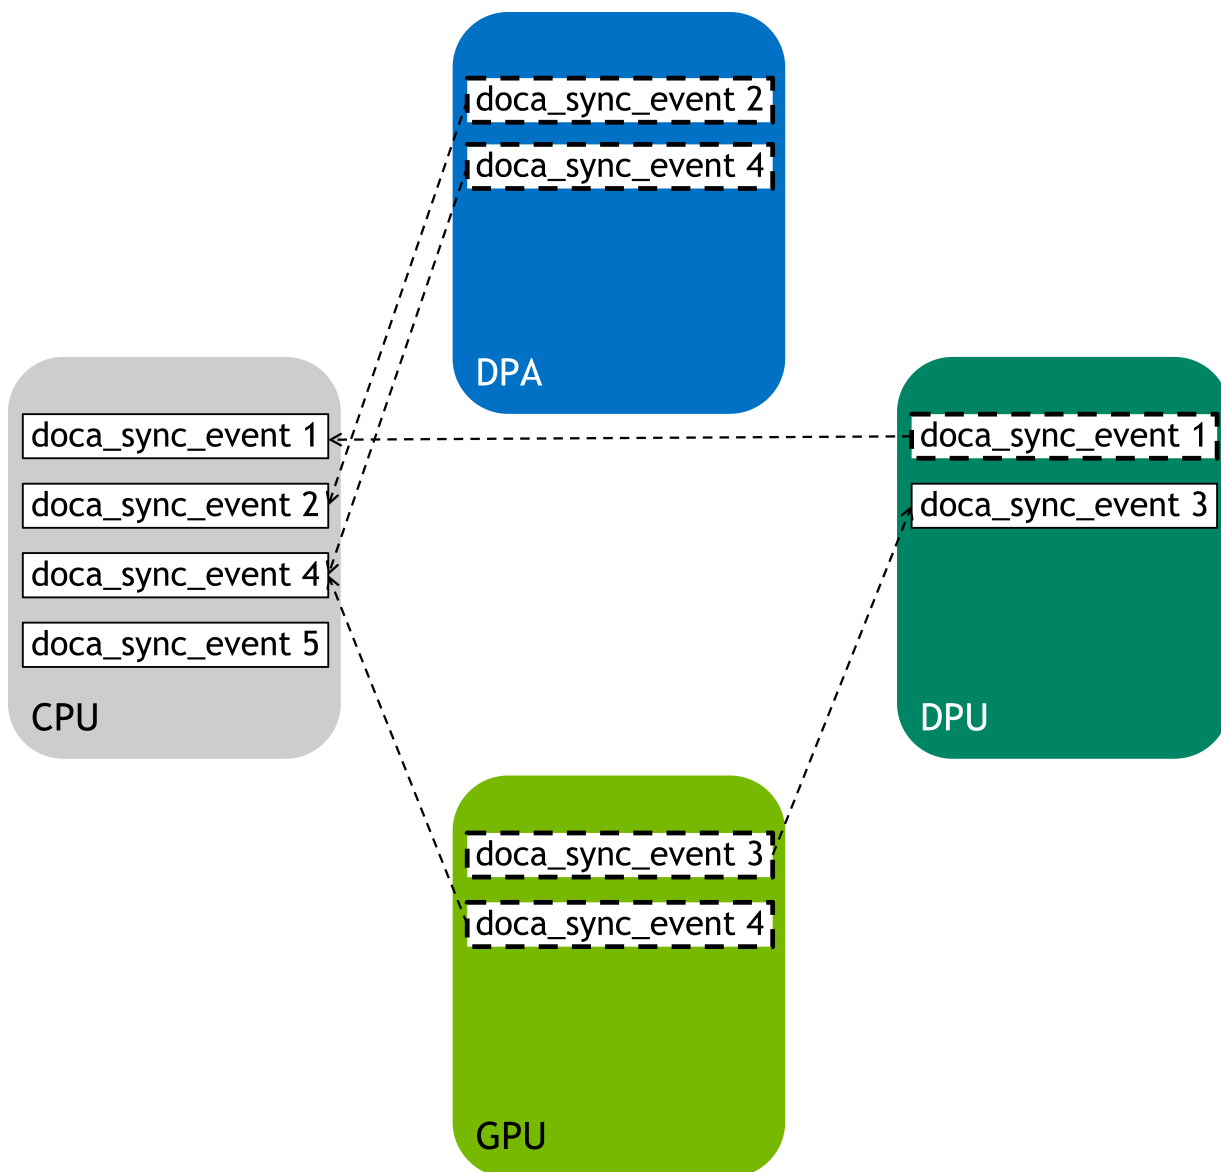 doca_sync_event 2
doca_sync_event 4
DPA
doca_sync_event 1
doca_sync_event 2
doca_sync_event 4
doca_sync_event 5
CPU
doca_sync_event 1
doca_sync_event 3
DPU
doca_sync_event 3
doca_sync_event 4
GPU